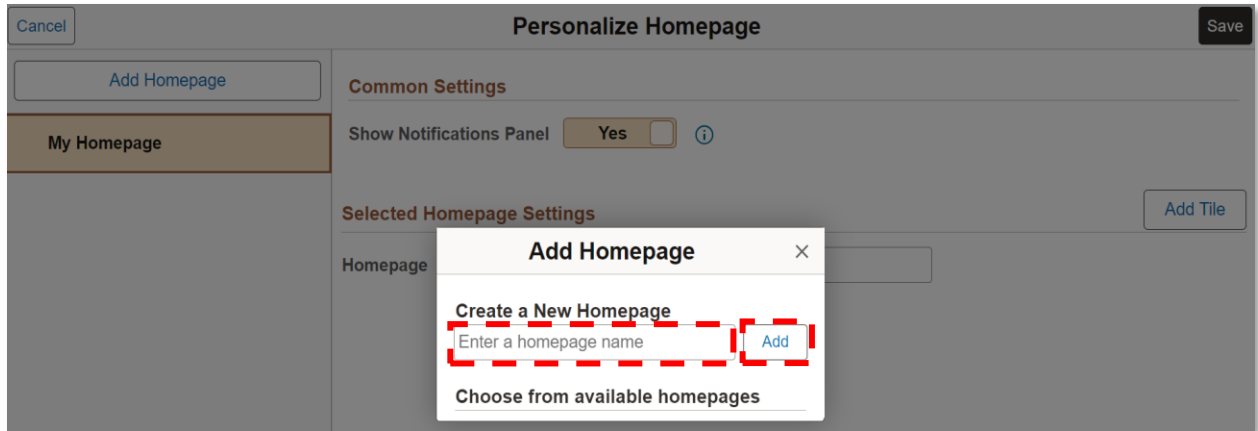 Cancel
Personalize Homepage
Save
Add Homepage
Common Settings
My Homepage
Show Notifications Panel Yes
Selected Homepage Settings
Add Tile
Homepage
Add Homepage
Create a New Homepage
Enter a homepage name Add
Choose from available homepages